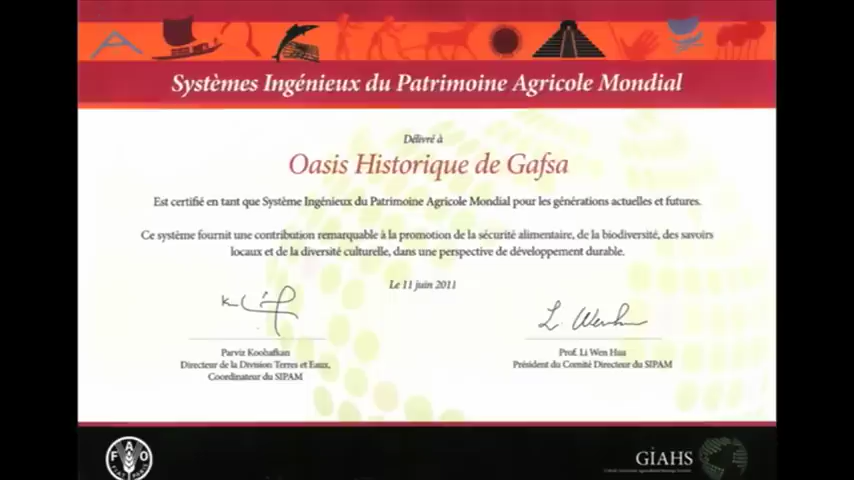 Systèmes Ingénieux du Patrimoine Agricole Mondial
Délivré à
Oasis Historique de Gafsa
Est certifié en tant que Système Ingénieux du Patrimoine Agricole Mondial pour les générations actuelles et futures.
Ce système fournit une contribution remarquable à la promotion de la sécurité alimentaire, de la biodiversité, des savoirs
locaux et de la diversité culturelle, dans une perspective de développement durable.
Le 11 juin 2011
Parviz Koohafkan
Directeur de la Division Terres et Eaux,
Coordinateur du SIPAM
L. Wenhua
Prof. Li Wen Hua
Président du Comité Directeur du SIPAM
FAO
FIAT PANIS
GIAHS